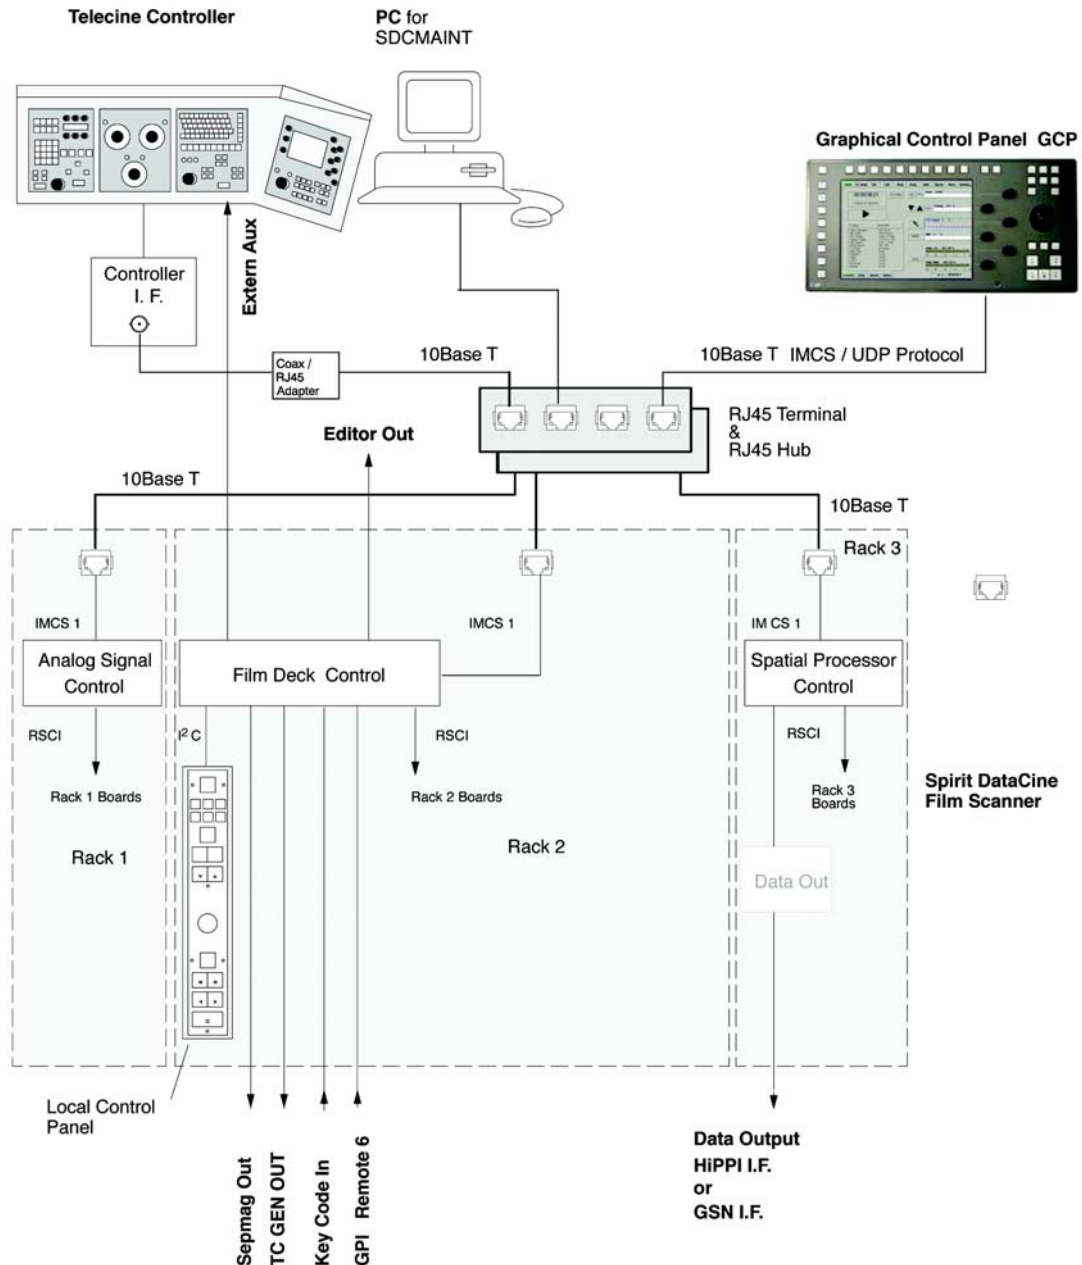 Telecine Controller
PC for
SDCMAINT
Graphical Control Panel GCP
Extern Aux
Controller
I. F.
Coax /
RJ45
Adapter
10Base T
10Base T IMCS / UDP Protocol
RJ45 Terminal
&
RJ45 Hub
Editor Out
10Base T
10Base T
Rack 3
IMCS 1
IMCS 1
IM CS 1
Analog Signal
Control
Film Deck Control
Spatial Processor
Control
RSCI
I² C
RSCI
RSCI
Rack 1 Boards
Rack 2 Boards
Rack 3
Boards
Spirit DataCine
Film Scanner
Rack 1
Rack 2
Data Out
Local Control
Panel
Sepmag Out
TC GEN OUT
Key Code In
GPI Remote 6
Data Output
HiPPI I.F.
or
GSN I.F.